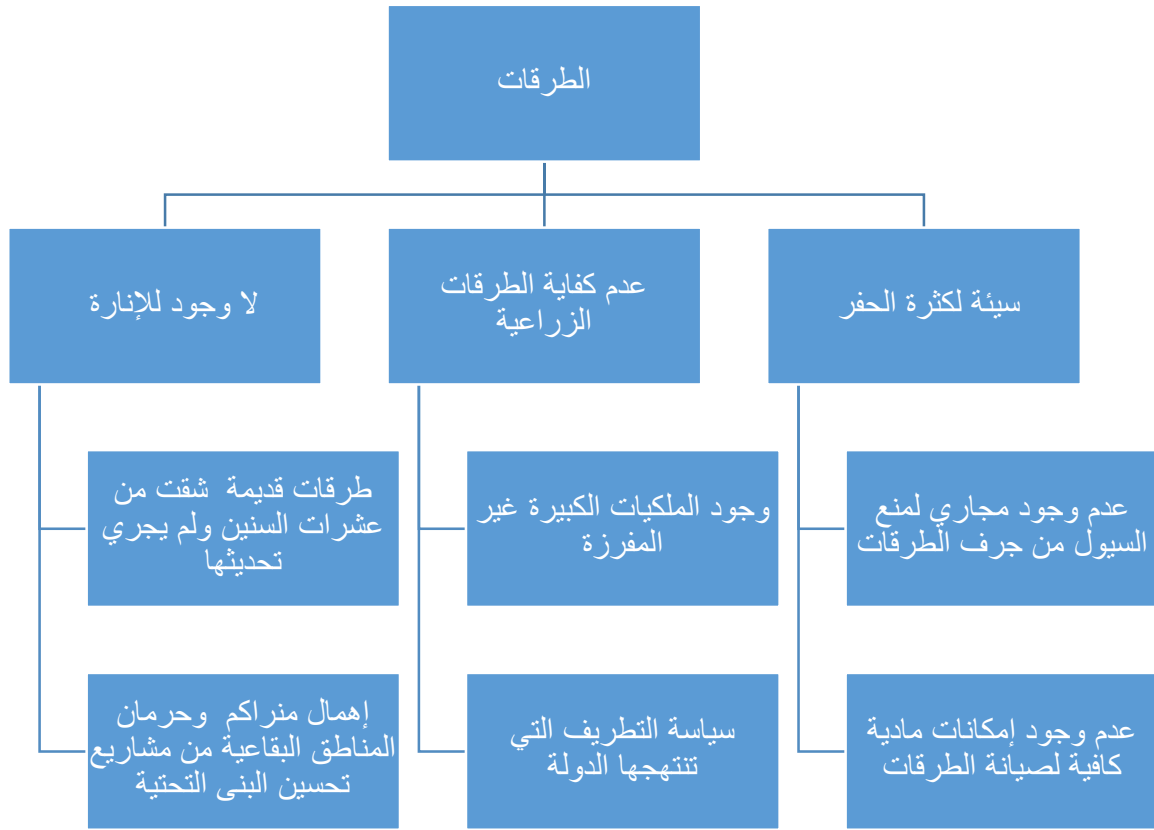 الطرقات
سيئة لكثرة الحفر
عدم كفاية الطرقات
الزراعية
لا وجود للإنارة
عدم وجود مجاري لمنع
السيول من جرف الطرقات
عدم وجود إمكانات مادية
كافية لصيانة الطرقات
وجود الملكيات الكبيرة غير
المفرزة
سياسة التطريف التي
تنتهجها الدولة
طرقات قديمة شقت من
عشرات السنين ولم يجري
تحديثها
إهمال منراكم وحرمان
المناطق البقاعية من مشاريع
تحسين البنى التحتية